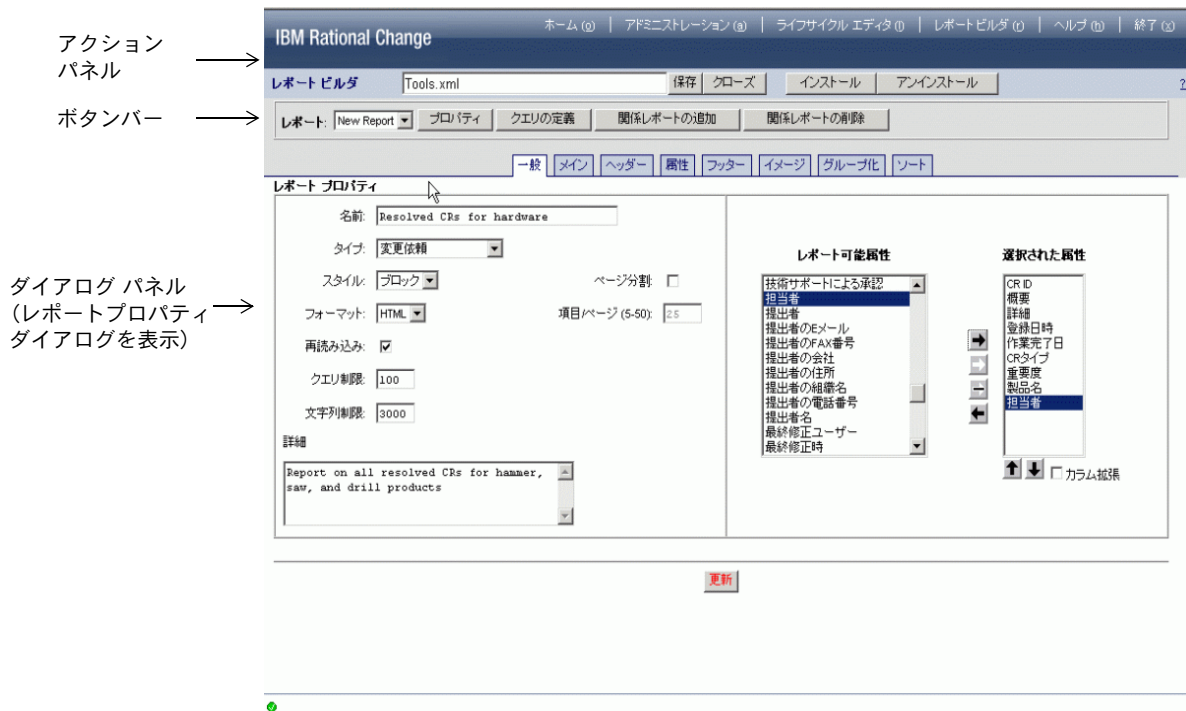 アクション
パネル
ボタンバー
ダイアログ パネル
(レポートプロパティ
ダイアログを表示)
IBM Rational Change
ホーム (o) | アドミニストレーション (a) | ライフサイクル エディタ (l) | レポートビルダ (r) | ヘルプ (h) | 終了 (x)
レポート ビルダ Tools.xml 保存 クローズ インストール アンインストール ?
レポート: New Report プロパティ クエリの定義 関係レポートの追加 関係レポートの削除
一般 メイン ヘッダー 属性 フッター イメージ グループ化 ソート
レポート プロパティ
名前: Resolved CRs for hardware
タイプ: 変更依頼
スタイル: ブロック ページ分割:
フォーマット: HTML 項目/ページ (5-50): 25
再読み込み:
クエリ制限: 100
文字列制限: 3000
詳細
Report on all resolved CRs for hammer,
saw, and drill products
レポート可能属性
技術サポートによる承認
担当者
提出者
提出者のEメール
提出者のFAX番号
提出者の会社
提出者の住所
提出者の組織名
提出者の電話番号
提出者名
最終修正ユーザー
最終修正時
選択された属性
CR ID
概要
詳細
登録日時
作業完了日
CRタイプ
重要度
製品名
担当者
カラム拡張
更新